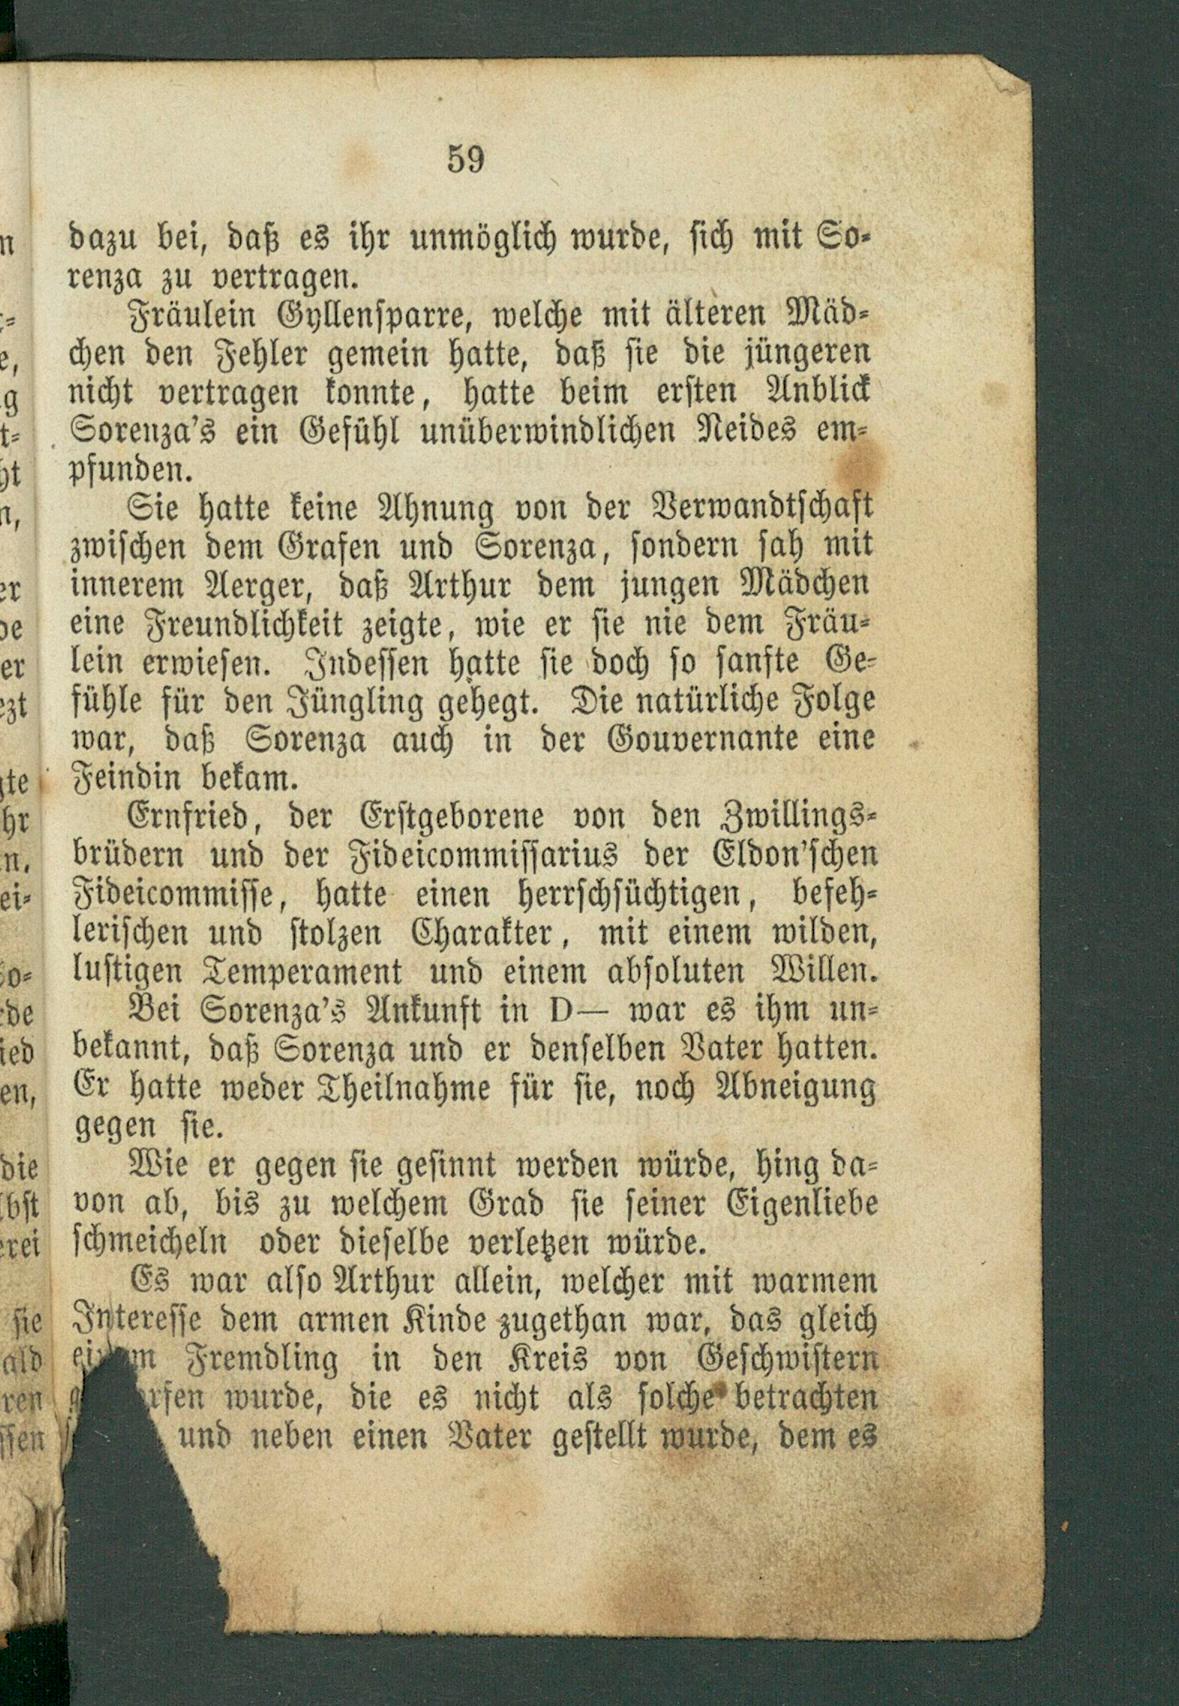 59
dazu bei, daß es ihr unmöglich wurde, sich mit So-
renza zu vertragen.
Fräulein Gyllensparre, welche mit älteren Mäd-
chen den Fehler gemein hatte, daß sie die jüngeren
nicht vertragen konnte, hatte beim ersten Anblick
Sorenza's ein Gefühl unüberwindlichen Neides em-
pfunden.
Sie hatte keine Ahnung von der Verwandtschaft
zwischen dem Grafen und Sorenza, sondern sah mit
innerem Aerger, daß Arthur dem jungen Mädchen
eine Freundlichkeit zeigte, wie er sie nie dem Fräu-
lein erwiesen. Indessen hatte sie doch so sanfte Ge-
fühle für den Jüngling gehegt. Die natürliche Folge
war, daß Sorenza auch in der Gouvernante eine
Feindin bekam.
Ernfried, der Erstgeborene von den Zwillings-
brüdern und der Fideicommissarius der Eldon'schen
Fideicommisse, hatte einen herrschsüchtigen, befeh-
lerischen und stolzen Charakter, mit einem wilden,
lustigen Temperament und einem absoluten Willen.
Bei Sorenza's Ankunft in D— war es ihm un-
bekannt, daß Sorenza und er denselben Vater hatten.
Er hatte weder Theilnahme für sie, noch Abneigung
gegen sie.
Wie er gegen sie gesinnt werden würde, hing da-
von ab, bis zu welchem Grad sie seiner Eigenliebe
schmeicheln oder dieselbe verletzen würde.
Es war also Arthur allein, welcher mit warmem
Interesse dem armen Kinde zugethan war, das gleich
einem Fremdling in den Kreis von Geschwistern
wurde, die es nicht als solche betrachten
und neben einen Vater gestellt wurde, dem es